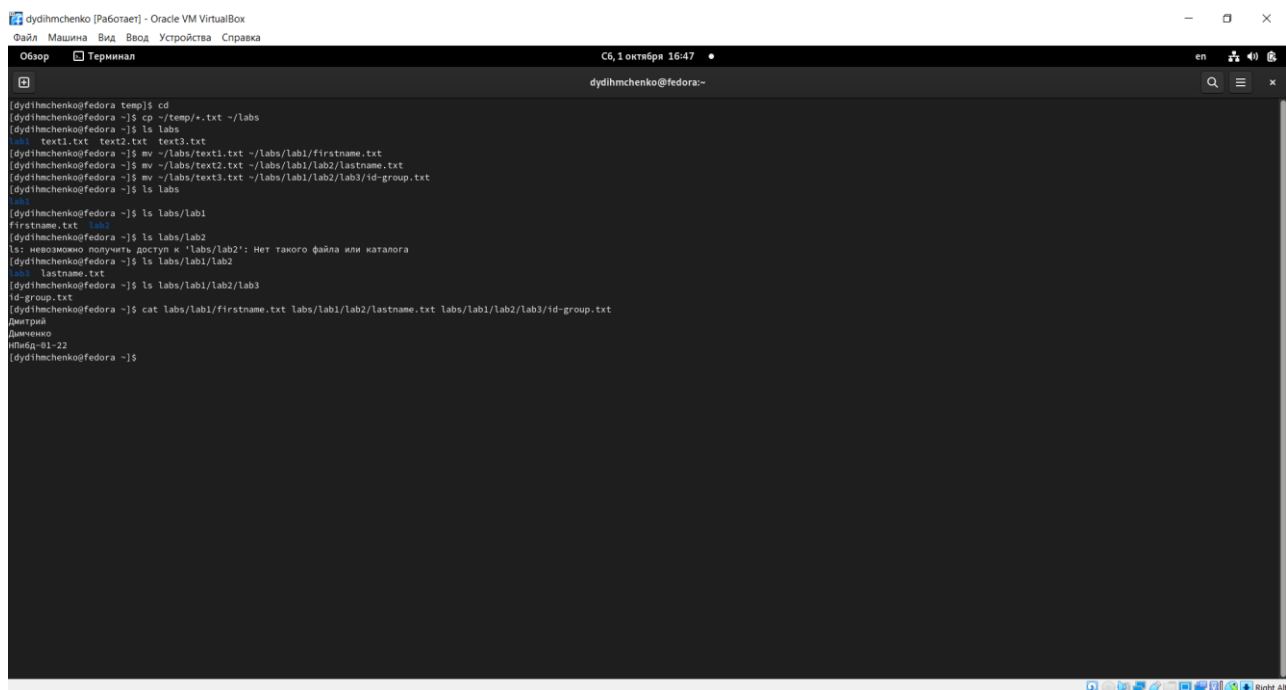 dydihmchenko [Работает] - Oracle VM VirtualBox
Файл Машина Вид Ввод Устройства Справка
Обзор Терминал Сб, 1 октября 16:47 en
dydihmchenko@fedora:~
[dydihmchenko@fedora temp]$ cd
[dydihmchenko@fedora ~]$ cp ~/temp/*.txt ~/labs
[dydihmchenko@fedora ~]$ ls labs
lab1 text1.txt text2.txt text3.txt
[dydihmchenko@fedora ~]$ mv ~/labs/text1.txt ~/labs/lab1/firstname.txt
[dydihmchenko@fedora ~]$ mv ~/labs/text2.txt ~/labs/lab1/lab2/lastname.txt
[dydihmchenko@fedora ~]$ mv ~/labs/text3.txt ~/labs/lab1/lab2/lab3/id-group.txt
[dydihmchenko@fedora ~]$ ls labs
lab1
[dydihmchenko@fedora ~]$ ls labs/lab1
firstname.txt lab2
[dydihmchenko@fedora ~]$ ls labs/lab2
ls: невозможно получить доступ к 'labs/lab2': Нет такого файла или каталога
[dydihmchenko@fedora ~]$ ls labs/lab1/lab2
lab3 lastname.txt
[dydihmchenko@fedora ~]$ ls labs/lab1/lab2/lab3
id-group.txt
[dydihmchenko@fedora ~]$ cat labs/lab1/firstname.txt labs/lab1/lab2/lastname.txt labs/lab1/lab2/lab3/id-group.txt
Дмитрий
Дымченко
НПибд-01-22
[dydihmchenko@fedora ~]$
Right Alt